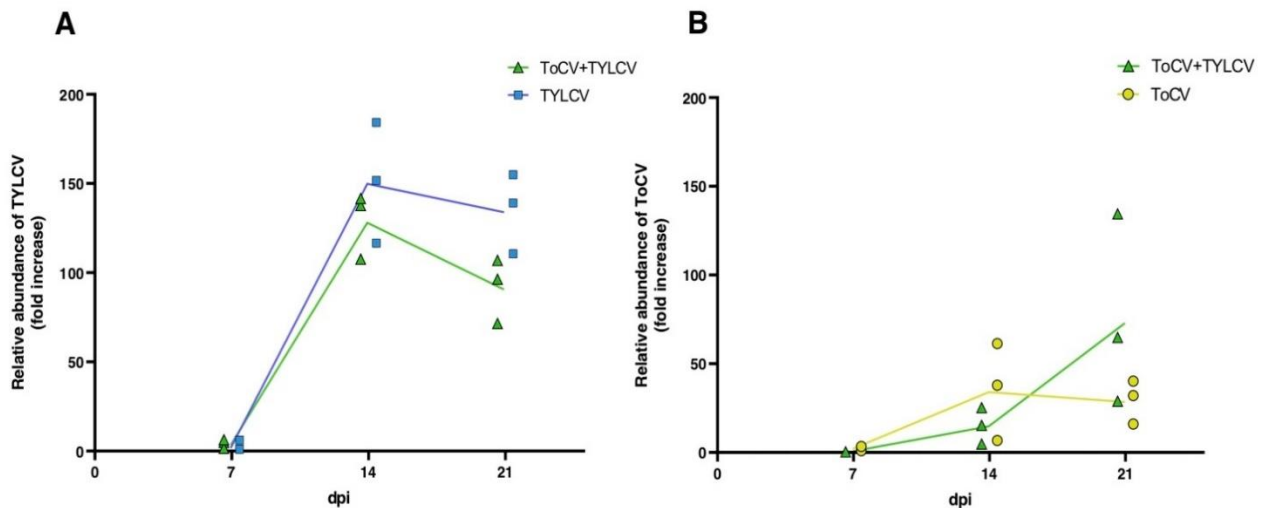 A
ToCV+TYLCV
TYLCV
Relative abundance of TYLCV
(fold increase)
200
150
100
50
0
0 7 14 21
dpi
B
ToCV+TYLCV
ToCV
Relative abundance of ToCV
(fold increase)
200
150
100
50
0
0 7 14 21
dpi